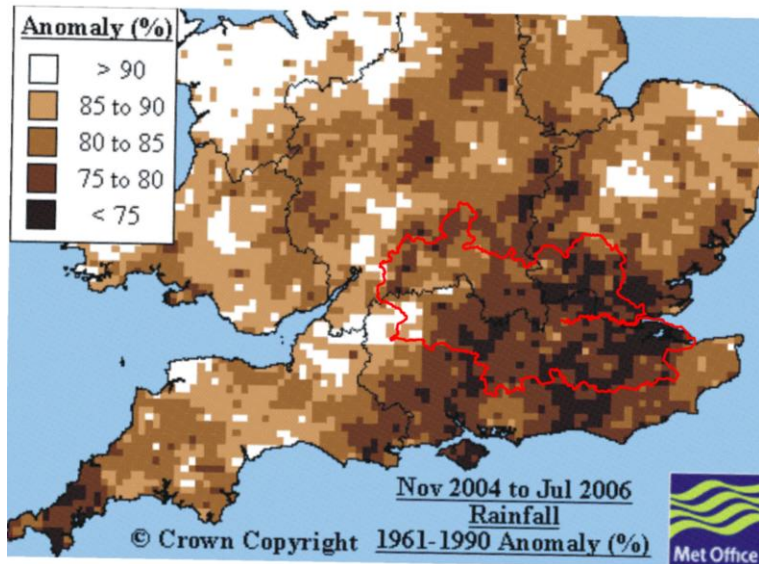 Anomaly (%)
> 90
85 to 90
80 to 85
75 to 80
< 75
Nov 2004 to Jul 2006
Rainfall
© Crown Copyright 1961-1990 Anomaly (%)
Met Office